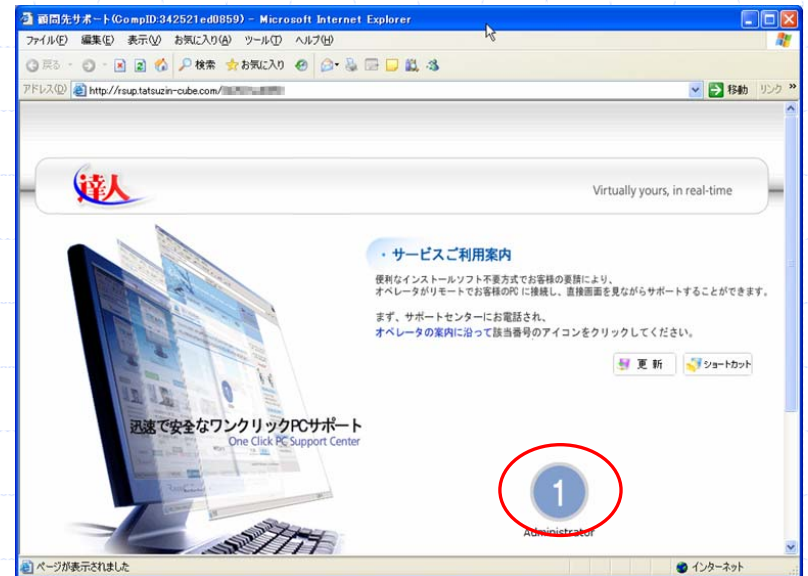 顧問先サポート(CompID:342521ed0859) - Microsoft Internet Explorer
ファイル(F) 編集(E) 表示(V) お気に入り(A) ツール(T) ヘルプ(H)
戻る 検索 お気に入り
アドレス(D) http://rsup.tatsuzin-cube.com/ 移動 リンク »
達人
Virtually yours, in real-time
・サービスご利用案内
便利なインストールソフト不要方式でお客様の要請により、
オペレータがリモートでお客様のPC に接続し、直接画面を見ながらサポートすることができます。
まず、サポートセンターにお電話され、
オペレータの案内に沿って該当番号のアイコンをクリックしてください。
更 新 ショートカット
迅速で安全なワンクリックPCサポート
One Click PC Support Center
1
Administrator
ページが表示されました インターネット